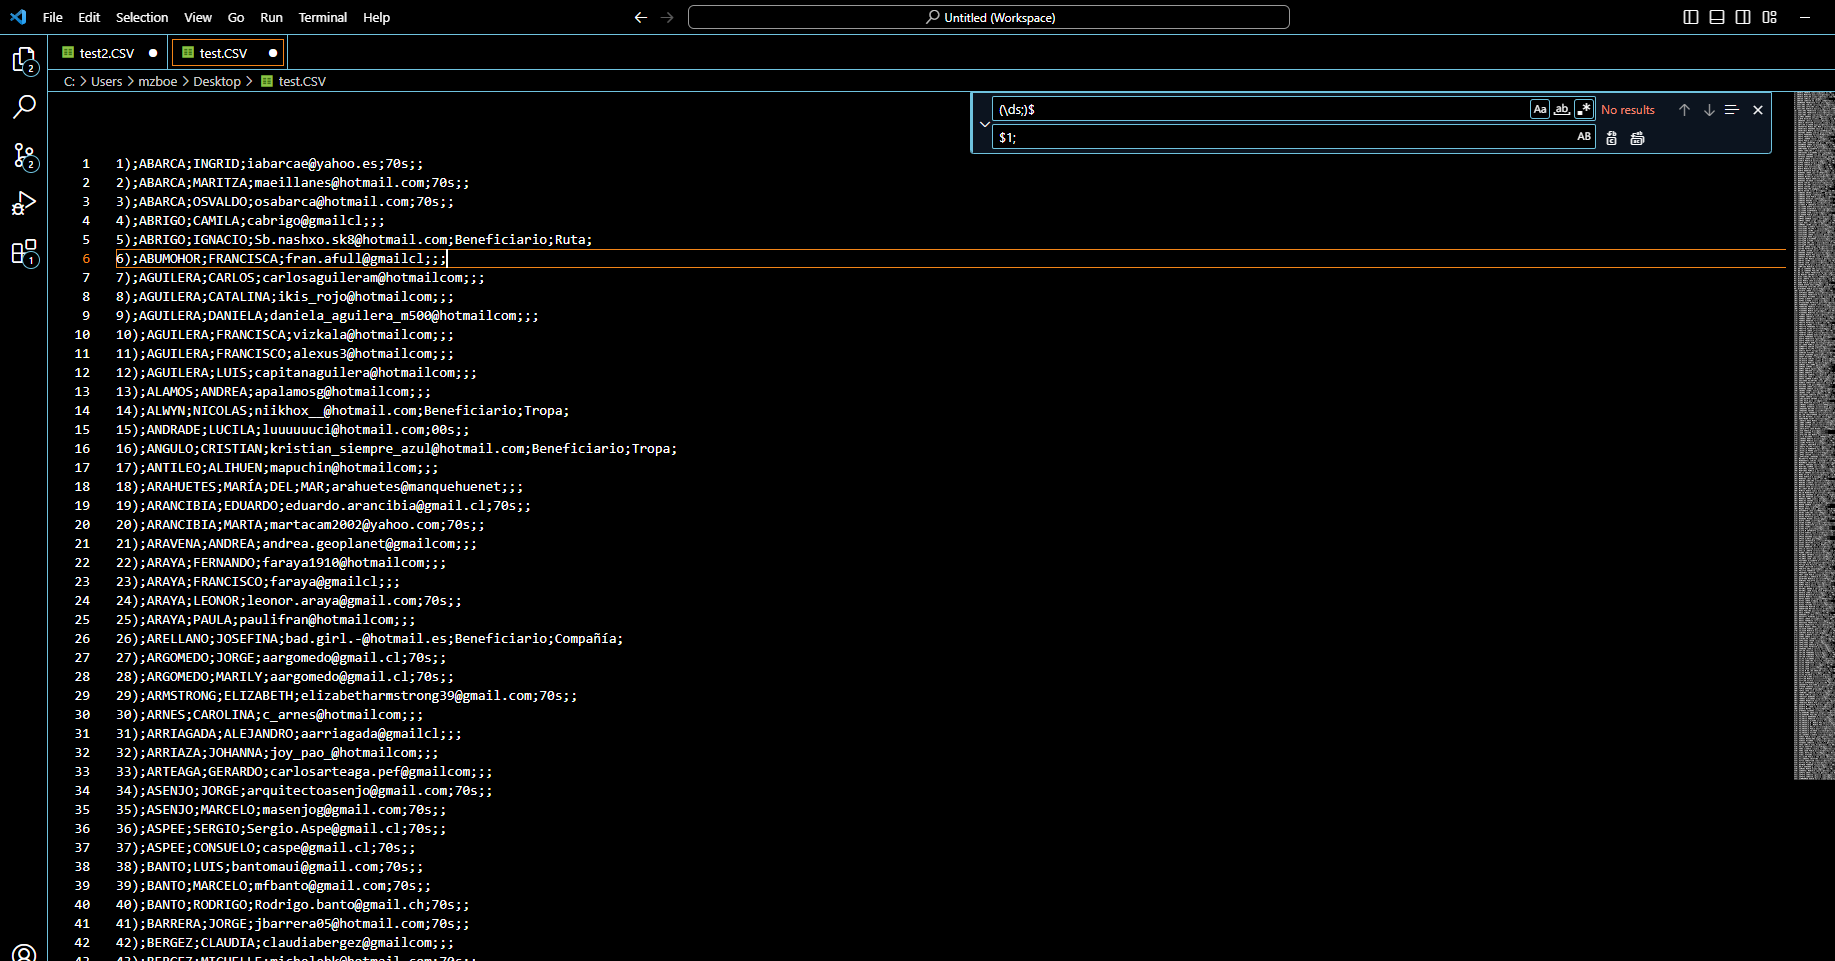 File Edit Selection View Go Run Terminal Help
Untitled (Workspace)
test2.CSV
test.CSV
C: > Users > mzboe > Desktop > test.CSV
(\ds;)$
Aa
ab
.*
No results
$1;
AB
2
2
1
1 1);ABARCA;INGRID;iabarcae@yahoo.es;70s;;
2 2);ABARCA;MARITZA;maeillanes@hotmail.com;70s;;
3 3);ABARCA;OSVALDO;osabarca@hotmail.com;70s;;
4 4);ABRIGO;CAMILA;cabrigo@gmailcl;;;
5 5);ABRIGO;IGNACIO;Sb.nashxo.sk8@hotmail.com;Beneficiario;Ruta;
6 6);ABUMOHOR;FRANCISCA;fran.afull@gmailcl;;;
7 7);AGUILERA;CARLOS;carlosaguileram@hotmailcom;;;
8 8);AGUILERA;CATALINA;ikis_rojo@hotmailcom;;;
9 9);AGUILERA;DANIELA;daniela_aguilera_m500@hotmailcom;;;
10 10);AGUILERA;FRANCISCA;vizkala@hotmailcom;;;
11 11);AGUILERA;FRANCISCO;alexus3@hotmailcom;;;
12 12);AGUILERA;LUIS;capitanaguilera@hotmailcom;;;
13 13);ALAMOS;ANDREA;apalamosg@hotmailcom;;;
14 14);ALWYN;NICOLAS;niikhox__@hotmail.com;Beneficiario;Tropa;
15 15);ANDRADE;LUCILA;luuuuuuci@hotmail.com;00s;;
16 16);ANGULO;CRISTIAN;kristian_siempre_azul@hotmail.com;Beneficiario;Tropa;
17 17);ANTILEO;ALIHUEN;mapuchin@hotmailcom;;;
18 18);ARAHUETES;MARÍA;DEL;MAR;arahuetes@manquehuenet;;;
19 19);ARANCIBIA;EDUARDO;eduardo.arancibia@gmail.cl;70s;;
20 20);ARANCIBIA;MARTA;martacam2002@yahoo.com;70s;;
21 21);ARAVENA;ANDREA;andrea.geoplanet@gmailcom;;;
22 22);ARAYA;FERNANDO;faraya1910@hotmailcom;;;
23 23);ARAYA;FRANCISCO;faraya@gmailcl;;;
24 24);ARAYA;LEONOR;leonor.araya@gmail.com;70s;;
25 25);ARAYA;PAULA;paulifran@hotmailcom;;;
26 26);ARELLANO;JOSEFINA;bad.girl.-@hotmail.es;Beneficiario;Compañía;
27 27);ARGOMEDO;JORGE;aargomedo@gmail.cl;70s;;
28 28);ARGOMEDO;MARILY;aargomedo@gmail.cl;70s;;
29 29);ARMSTRONG;ELIZABETH;elizabetharmstrong39@gmail.com;70s;;
30 30);ARNES;CAROLINA;c_arnes@hotmailcom;;;
31 31);ARRIAGADA;ALEJANDRO;aarriagada@gmailcl;;;
32 32);ARRIAZA;JOHANNA;joy_pao_@hotmailcom;;;
33 33);ARTEAGA;GERARDO;carlosarteaga.pef@gmailcom;;;
34 34);ASENJO;JORGE;arquitectoasenjo@gmail.com;70s;;
35 35);ASENJO;MARCELO;masenjog@gmail.com;70s;;
36 36);ASPEE;SERGIO;Sergio.Aspe@gmail.cl;70s;;
37 37);ASPEE;CONSUELO;caspe@gmail.cl;70s;;
38 38);BANTO;LUIS;bantomaui@gmail.com;70s;;
39 39);BANTO;MARCELO;mfbanto@gmail.com;70s;;
40 40);BANTO;RODRIGO;Rodrigo.banto@gmail.ch;70s;;
41 41);BARRERA;JORGE;jbarrera05@hotmail.com;70s;;
42 42);BERGEZ;CLAUDIA;claudiabergez@gmailcom;;;